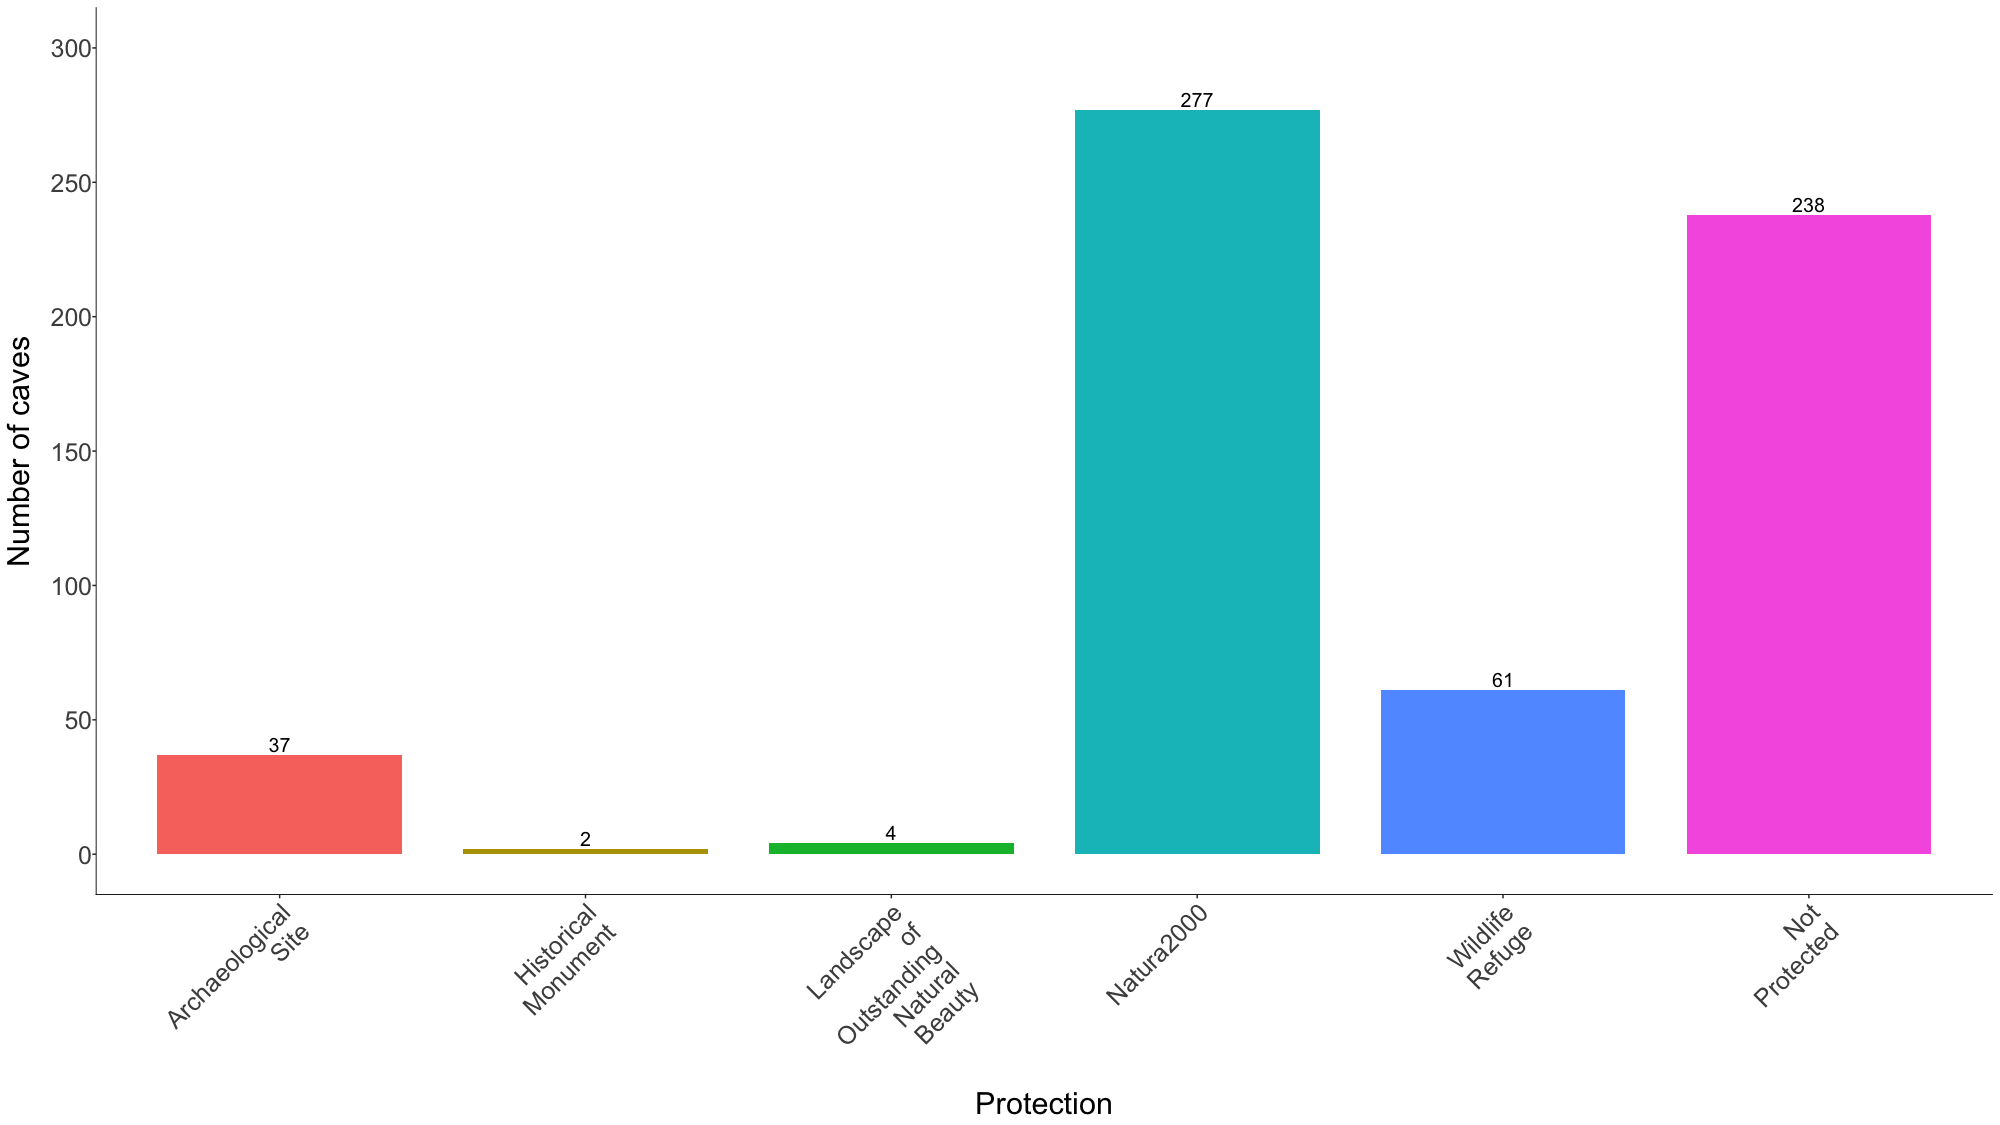 Number of caves
300
250
200
150
100
50
0
37
2
4
277
61
238
Archaeological
Site
Historical
Monument
Landscape
of
Outstanding
Natural
Beauty
Natura2000
Wildlife
Refuge
Not
Protected
Protection